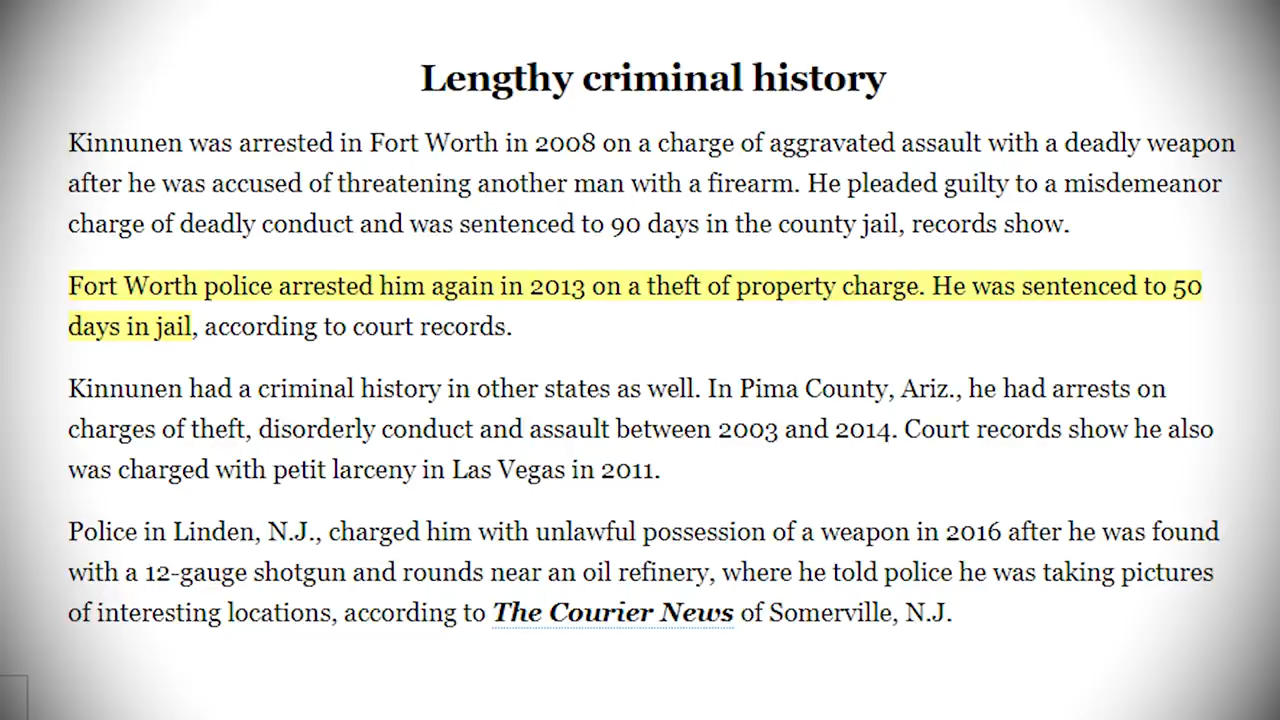 Lengthy criminal history
Kinnunen was arrested in Fort Worth in 2008 on a charge of aggravated assault with a deadly weapon
after he was accused of threatening another man with a firearm. He pleaded guilty to a misdemeanor
charge of deadly conduct and was sentenced to 90 days in the county jail, records show.
Fort Worth police arrested him again in 2013 on a theft of property charge. He was sentenced to 50
days in jail, according to court records.
Kinnunen had a criminal history in other states as well. In Pima County, Ariz., he had arrests on
charges of theft, disorderly conduct and assault between 2003 and 2014. Court records show he also
was charged with petit larceny in Las Vegas in 2011.
Police in Linden, N.J., charged him with unlawful possession of a weapon in 2016 after he was found
with a 12-gauge shotgun and rounds near an oil refinery, where he told police he was taking pictures
of interesting locations, according to The Courier News of Somerville, N.J.